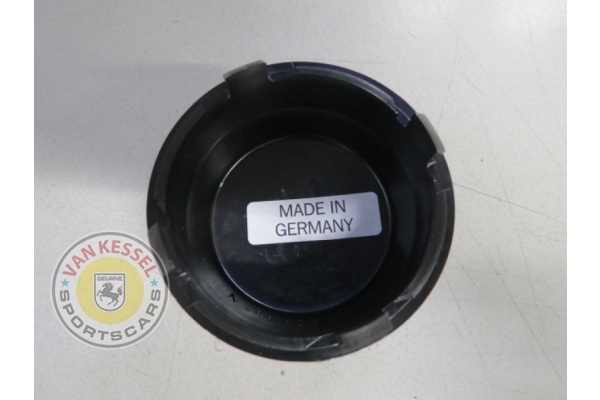 MADE IN
GERMANY
VAN KESSEL
DEURNE
SPORTSCARS